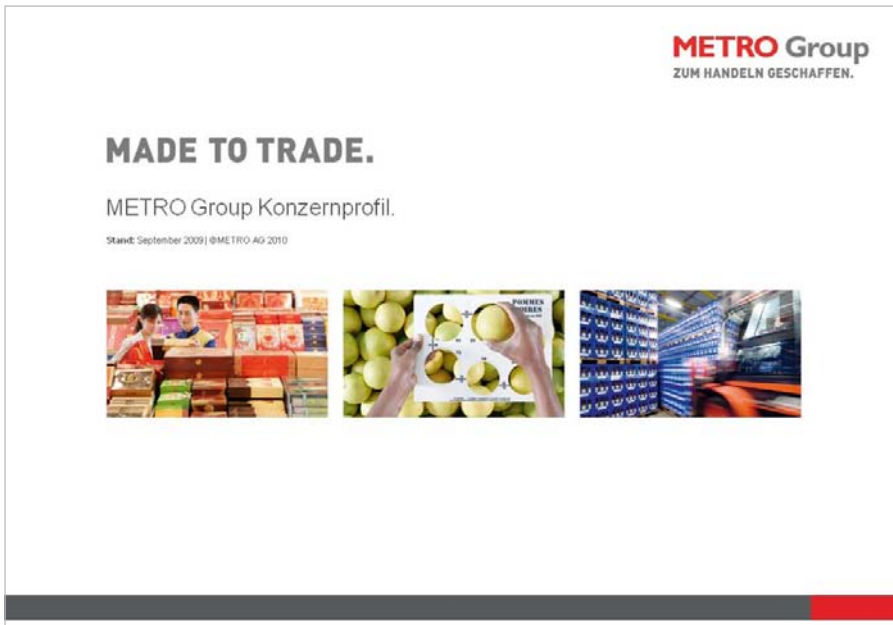 METRO Group
ZUM HANDELN GESCHAFFEN.
MADE TO TRADE.
METRO Group Konzernprofil.
Stand: September 2009 | ©METRO AG 2010
POMMES